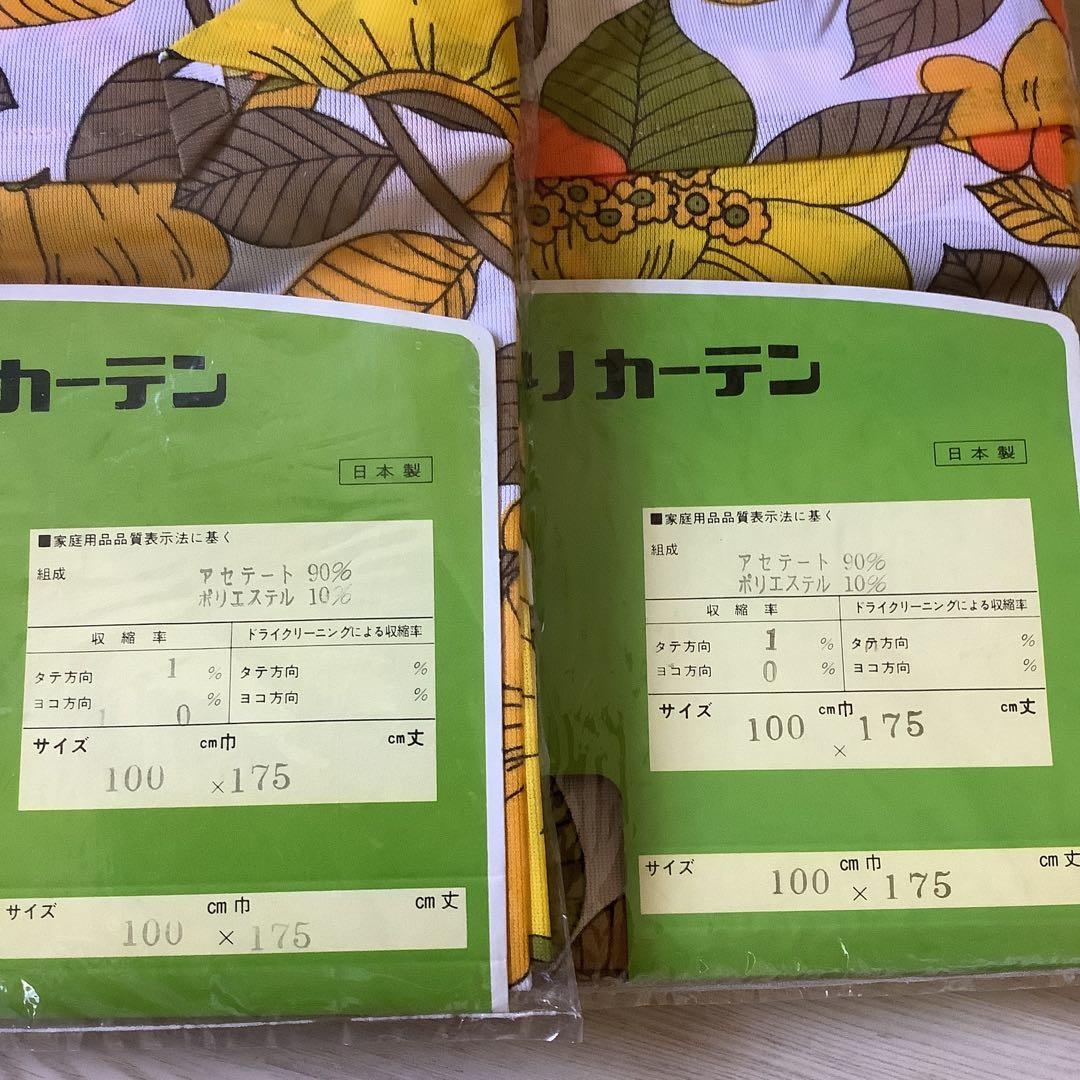 カーテン
日本製
■家庭用品品質表示法に基く
組成
アセテート 90%
ポリエステル 10%
収縮率 ドライクリーニングによる収縮率
タテ方向 1 % タテ方向 %
ヨコ方向 0 % ヨコ方向 %
サイズ cm巾 cm丈
100 ×175
サイズ cm巾 cm丈
100 ×175
リカーテン
日本製
■家庭用品品質表示法に基く
組成
アセテート 90%
ポリエステル 10%
収縮率 ドライクリーニングによる収縮率
タテ方向 1 % タテ方向 %
ヨコ方向 0 % ヨコ方向 %
サイズ cm巾 cm丈
100 ×175
サイズ cm巾 cm丈
100 ×175